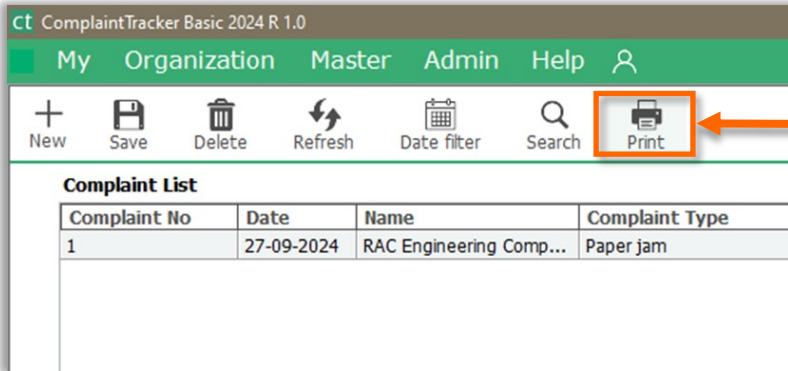 ct ComplaintTracker Basic 2024 R 1.0
My Organization Master Admin Help
New Save Delete Refresh Date filter Search Print
Complaint List
Complaint No Date Name Complaint Type
1 27-09-2024 RAC Engineering Comp... Paper jam